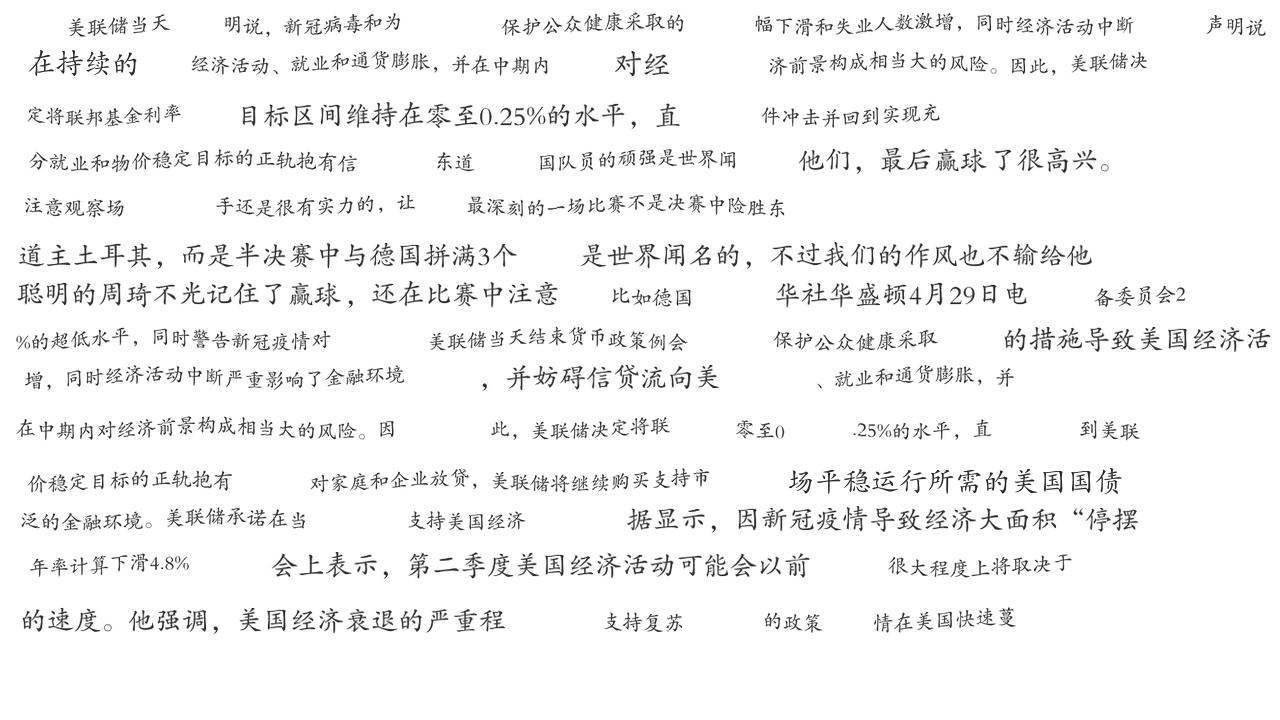 美联储当天 明说，新冠病毒和为 保护公众健康采取的 幅下滑和失业人数激增，同时经济活动中断 声明说
在持续的 经济活动、就业和通货膨胀，并在中期内 对经 济前景构成相当大的风险。因此，美联储决
定将联邦基金利率 目标区间维持在零至0.25%的水平，直 件冲击并回到实现充
分就业和物价稳定目标的正轨抱有信 东道 国队员的顽强是世界闻 他们，最后赢球了很高兴。
注意观察场 手还是很有实力的，让 最深刻的一场比赛不是决赛中险胜东
道主土耳其，而是半决赛中与德国拼满3个 是世界闻名的，不过我们的作风也不输给他
聪明的周琦不光记住了赢球，还在比赛中注意 比如德国 华社华盛顿4月29日电 备委员会2
%的超低水平，同时警告新冠疫情对 美联储当天结束货币政策例会 保护公众健康采取 的措施导致美国经济活
增，同时经济活动中断严重影响了金融环境 ，并妨碍信贷流向美 、就业和通货膨胀，并
在中期内对经济前景构成相当大的风险。因 此，美联储决定将联 零至0 .25%的水平，直 到美联
价稳定目标的正轨抱有 对家庭和企业放贷，美联储将继续购买支持市 场平稳运行所需的美国国债
泛的金融环境。美联储承诺在当 支持美国经济 据显示，因新冠疫情导致经济大面积“停摆
年率计算下滑4.8% 会上表示，第二季度美国经济活动可能会以前 很大程度上将取决于
的速度。他强调，美国经济衰退的严重程 支持复苏 的政策 情在美国快速蔓